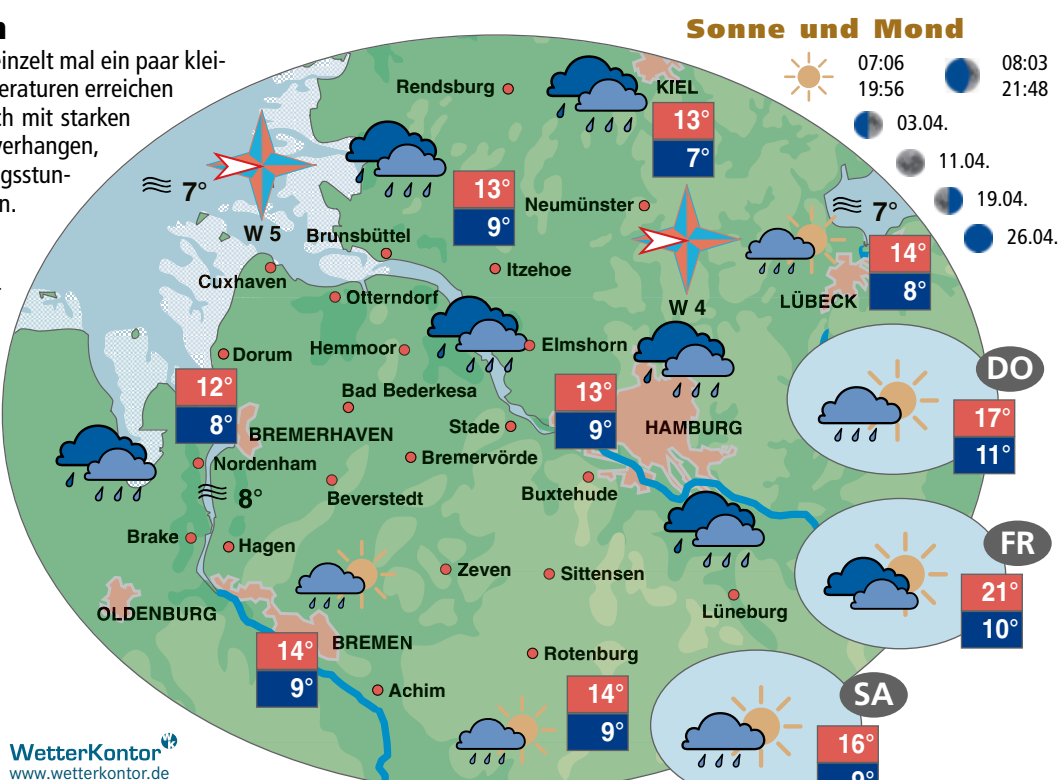 n
einzelt mal ein paar klei-
eraturen erreichen
ch mit starken
verhangen,
gsstun-
n.
Sonne und Mond
07:06
19:56
08:03
21:48
03.04.
11.04.
19.04.
26.04.
Rendsburg
KIEL
13°
7°
7°
W 5
13°
9°
Neumünster
7°
Brunsbüttel
Itzehoe
14°
8°
Cuxhaven
Otterndorf
W 4
LÜBECK
Dorum
Hemmoor
Elmshorn
DO
17°
11°
12°
8°
Bad Bederkesa
13°
9°
BREMERHAVEN
Stade
HAMBURG
Nordenham
Bremervörde
8°
Beverstedt
Buxtehude
Brake
Hagen
FR
21°
10°
Zeven
Sittensen
OLDENBURG
Lüneburg
BREMEN
14°
9°
Rotenburg
Achim
14°
9°
SA
16°
9°
WetterKontor
wk
www.wetterkontor.de